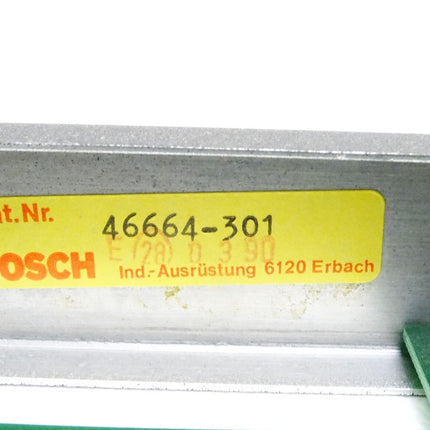 t.Nr. 46664-301
E (28) 0 3 90
OSCH Ind.-Ausrüstung 6120 Erbach